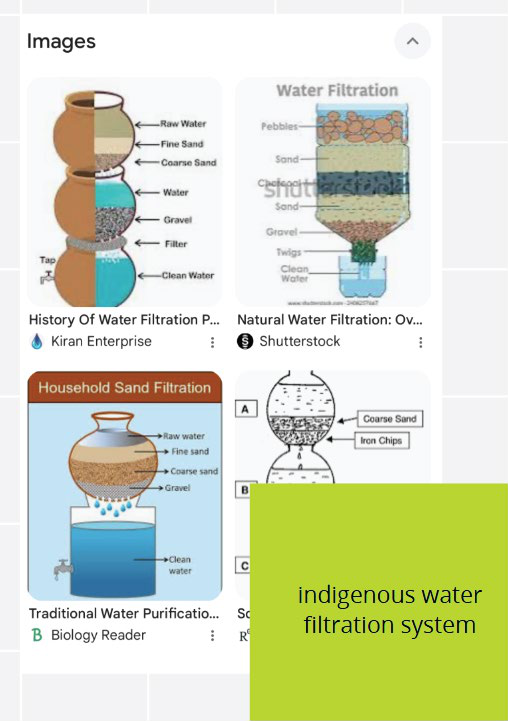 Images
Raw Water
Fine Sand
Coarse Sand
Water
Gravel
Filter
Tap
Clean Water
History Of Water Filtration P...
Kiran Enterprise
Water Filtration
Pebbles
Sand
Charcoal
shutterstock
Sand
Gravel
Twigs
Clean
Water
Natural Water Filtration: Ov...
Shutterstock
Household Sand Filtration
Raw water
Fine sand
Coarse sand
Gravel
Clean
water
Traditional Water Purificatio...
Biology Reader
A
Coarse Sand
Iron Chips
B
C
indigenous water
filtration system